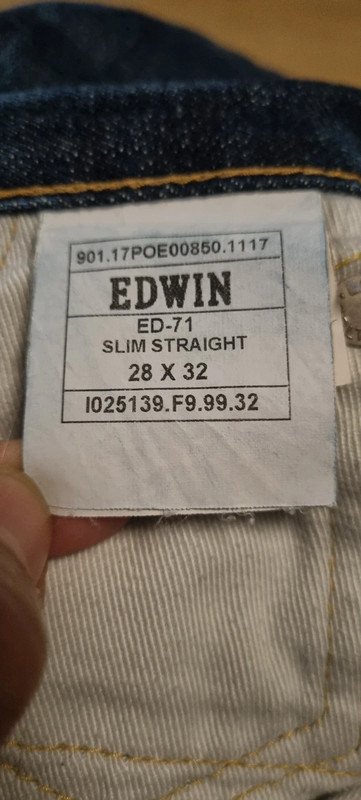 901.17POE00850.1117
EDWIN
ED-71
SLIM STRAIGHT
28 X 32
I025139.F9.99.32